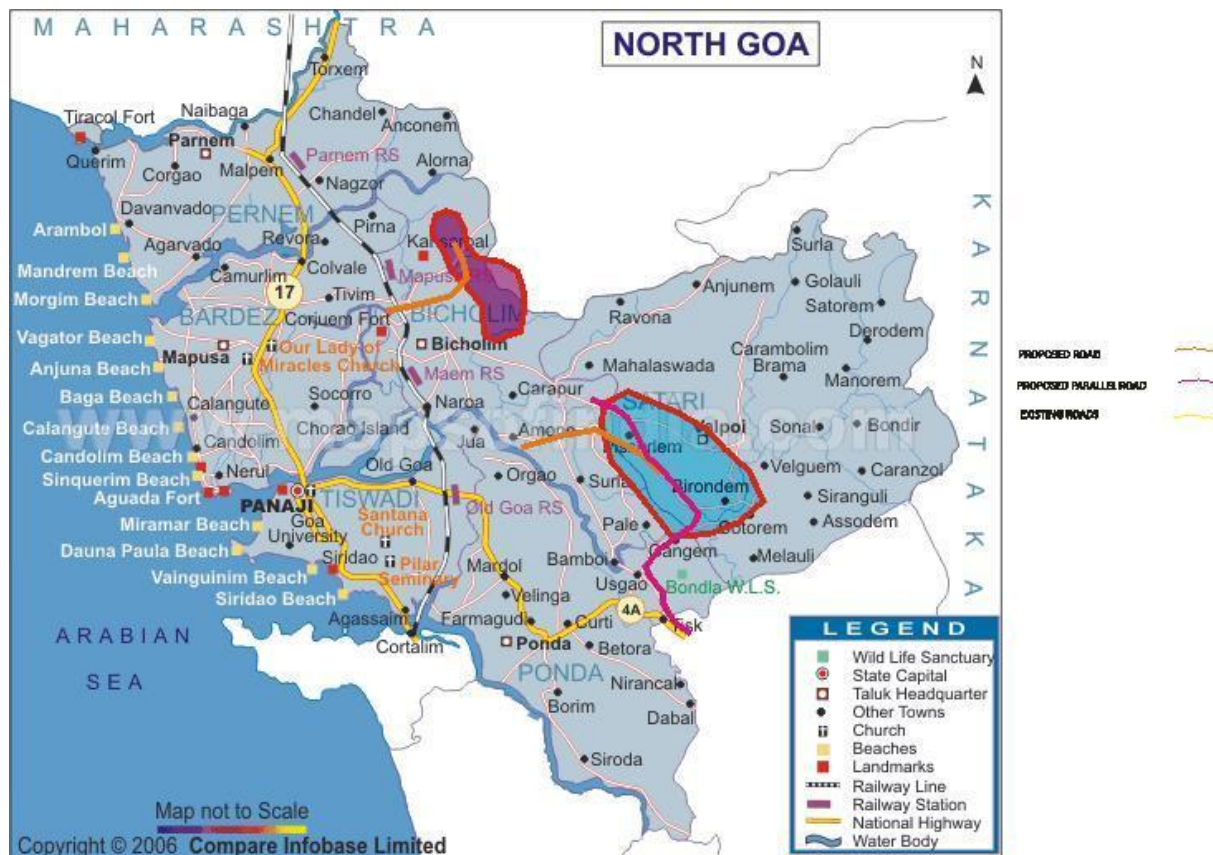 MAHARASHTRA
NORTH GOA
N
KARNATAKA
Torxem
Naibaga
Chandel
Anconem
Tiracol Fort
Parnem
Querim
Corgao
Malpem
Parnem RS
Alorna
Nagzor
Davanvado
PERNEM
Pirna
Arambol
Agarvado
Revora
Surla
Mandrem Beach
Camurlim
Colvale
Golauli
Morgim Beach
17
Tivim
Anjunem
Satorem
BARDEZ
Corjuem Fort
BICHOLIM
Ravona
Derodem
Vagator Beach
Mapusa
Our Lady of
Miracles Church
Bicholim
Carambolim
Brama
Anjuna Beach
Maem RS
Mahalaswada
Manorem
Baga Beach
Socorro
Naroa
Carapur
SATARI
Calangute
Calangute Beach
Chorao Island
Jua
Sonal
Bondir
Candolim
Candolim Beach
Old Goa
Orgao
Velguem
Caranzol
Sinquerim Beach
Nerul
Surla
Birondem
Siranguli
Aguada Fort
PANAJI
TISWADI
Old Goa RS
Pale
Assodem
Miramar Beach
Goa
University
Santana
Church
Melauli
Dauna Paula Beach
Siridao
Pilar
Seminary
Mardol
Bamboi
Usgao
Bondla W.L.S.
Vainguinim Beach
Velinga
Siridao Beach
Agassaim
Farmagudi
Curti
4A
Cortalim
Ponda
Betora
ARABIAN
SEA
PONDA
Nirancal
Borim
Dabal
Siroda
PROPOSED ROAD
PROPOSED PARALLEL ROAD
EXISTING ROADS
LEGEND
Wild Life Sanctuary
State Capital
Taluk Headquarter
Other Towns
Church
Beaches
Landmarks
Railway Line
Railway Station
National Highway
Water Body
Map not to Scale
Copyright © 2006 Compare Infobase Limited